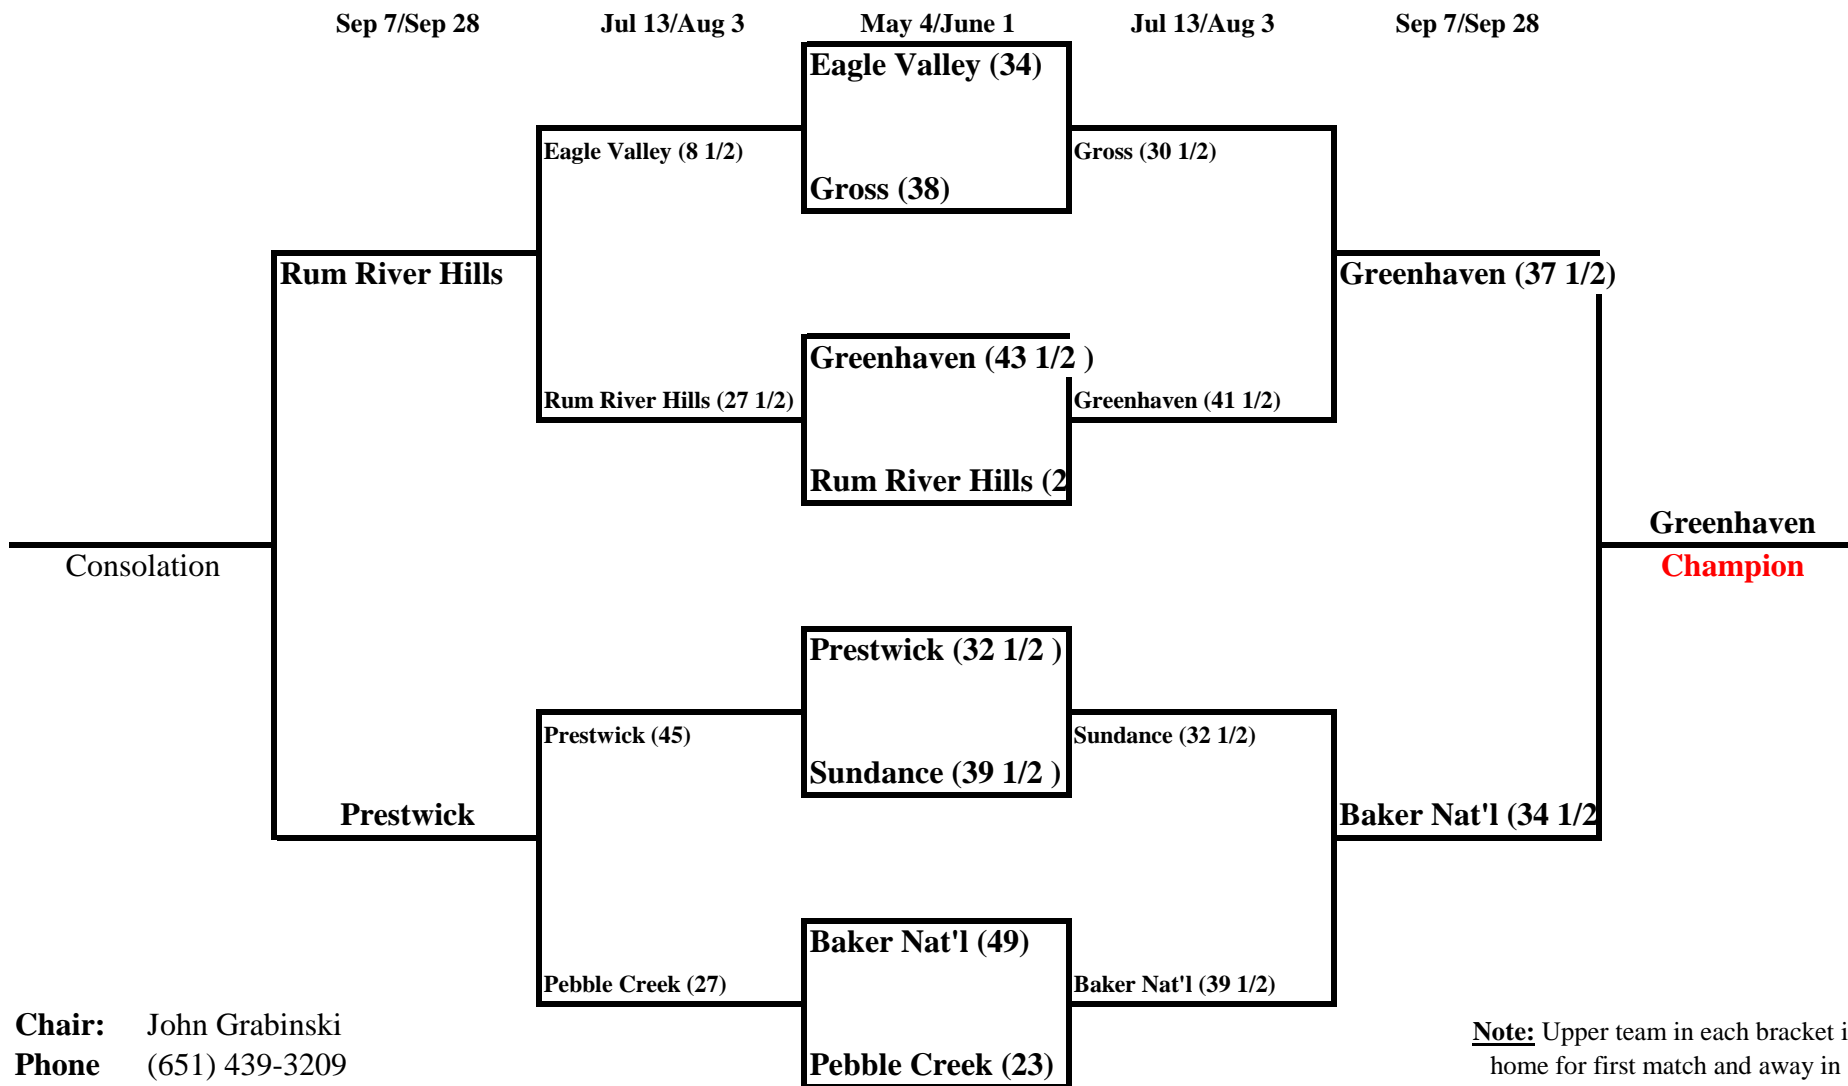 Sep 7/Sep 28 Jul 13/Aug 3 May 4/June 1 Jul 13/Aug 3 Sep 7/Sep 28
Eagle Valley (34)
Eagle Valley (8 1/2) Gross (30 1/2)
Gross (38)
Rum River Hills Greenhaven (37 1/2)
Greenhaven (43 1/2 )
Rum River Hills (27 1/2) Greenhaven (41 1/2)
Rum River Hills (2
Greenhaven
Consolation Champion
Prestwick (32 1/2 )
Prestwick (45) Sundance (32 1/2)
Sundance (39 1/2 )
Prestwick Baker Nat'l (34 1/2
Baker Nat'l (49)
Pebble Creek (27) Baker Nat'l (39 1/2)
Chair: John Grabinski
Note: Upper team in each bracket i
Phone (651) 439-3209 Pebble Creek (23) home for first match and away in